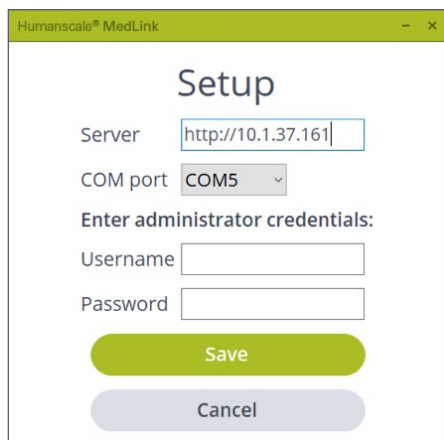 Humanscale® MedLink
Setup
Server http://10.1.37.161
COM port COM5
Enter administrator credentials:
Username
Password
Save
Cancel